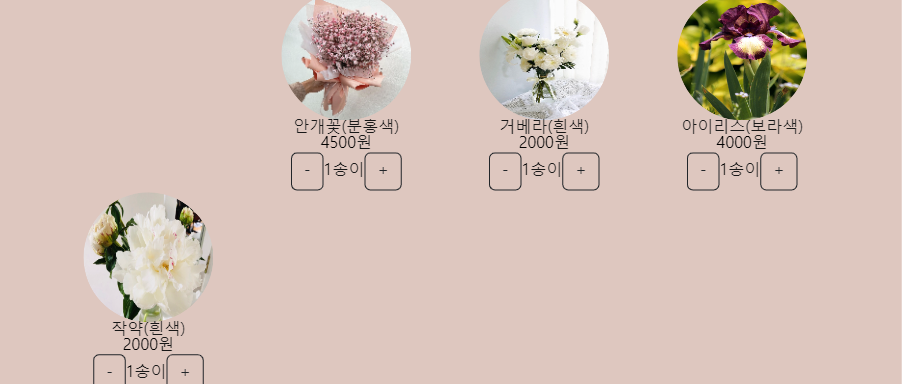 안개꽃(분홍색)
4500원
- 1송이 +
거베라(흰색)
2000원
- 1송이 +
아이리스(보라색)
4000원
- 1송이 +
작약(흰색)
2000원
- 1송이 +